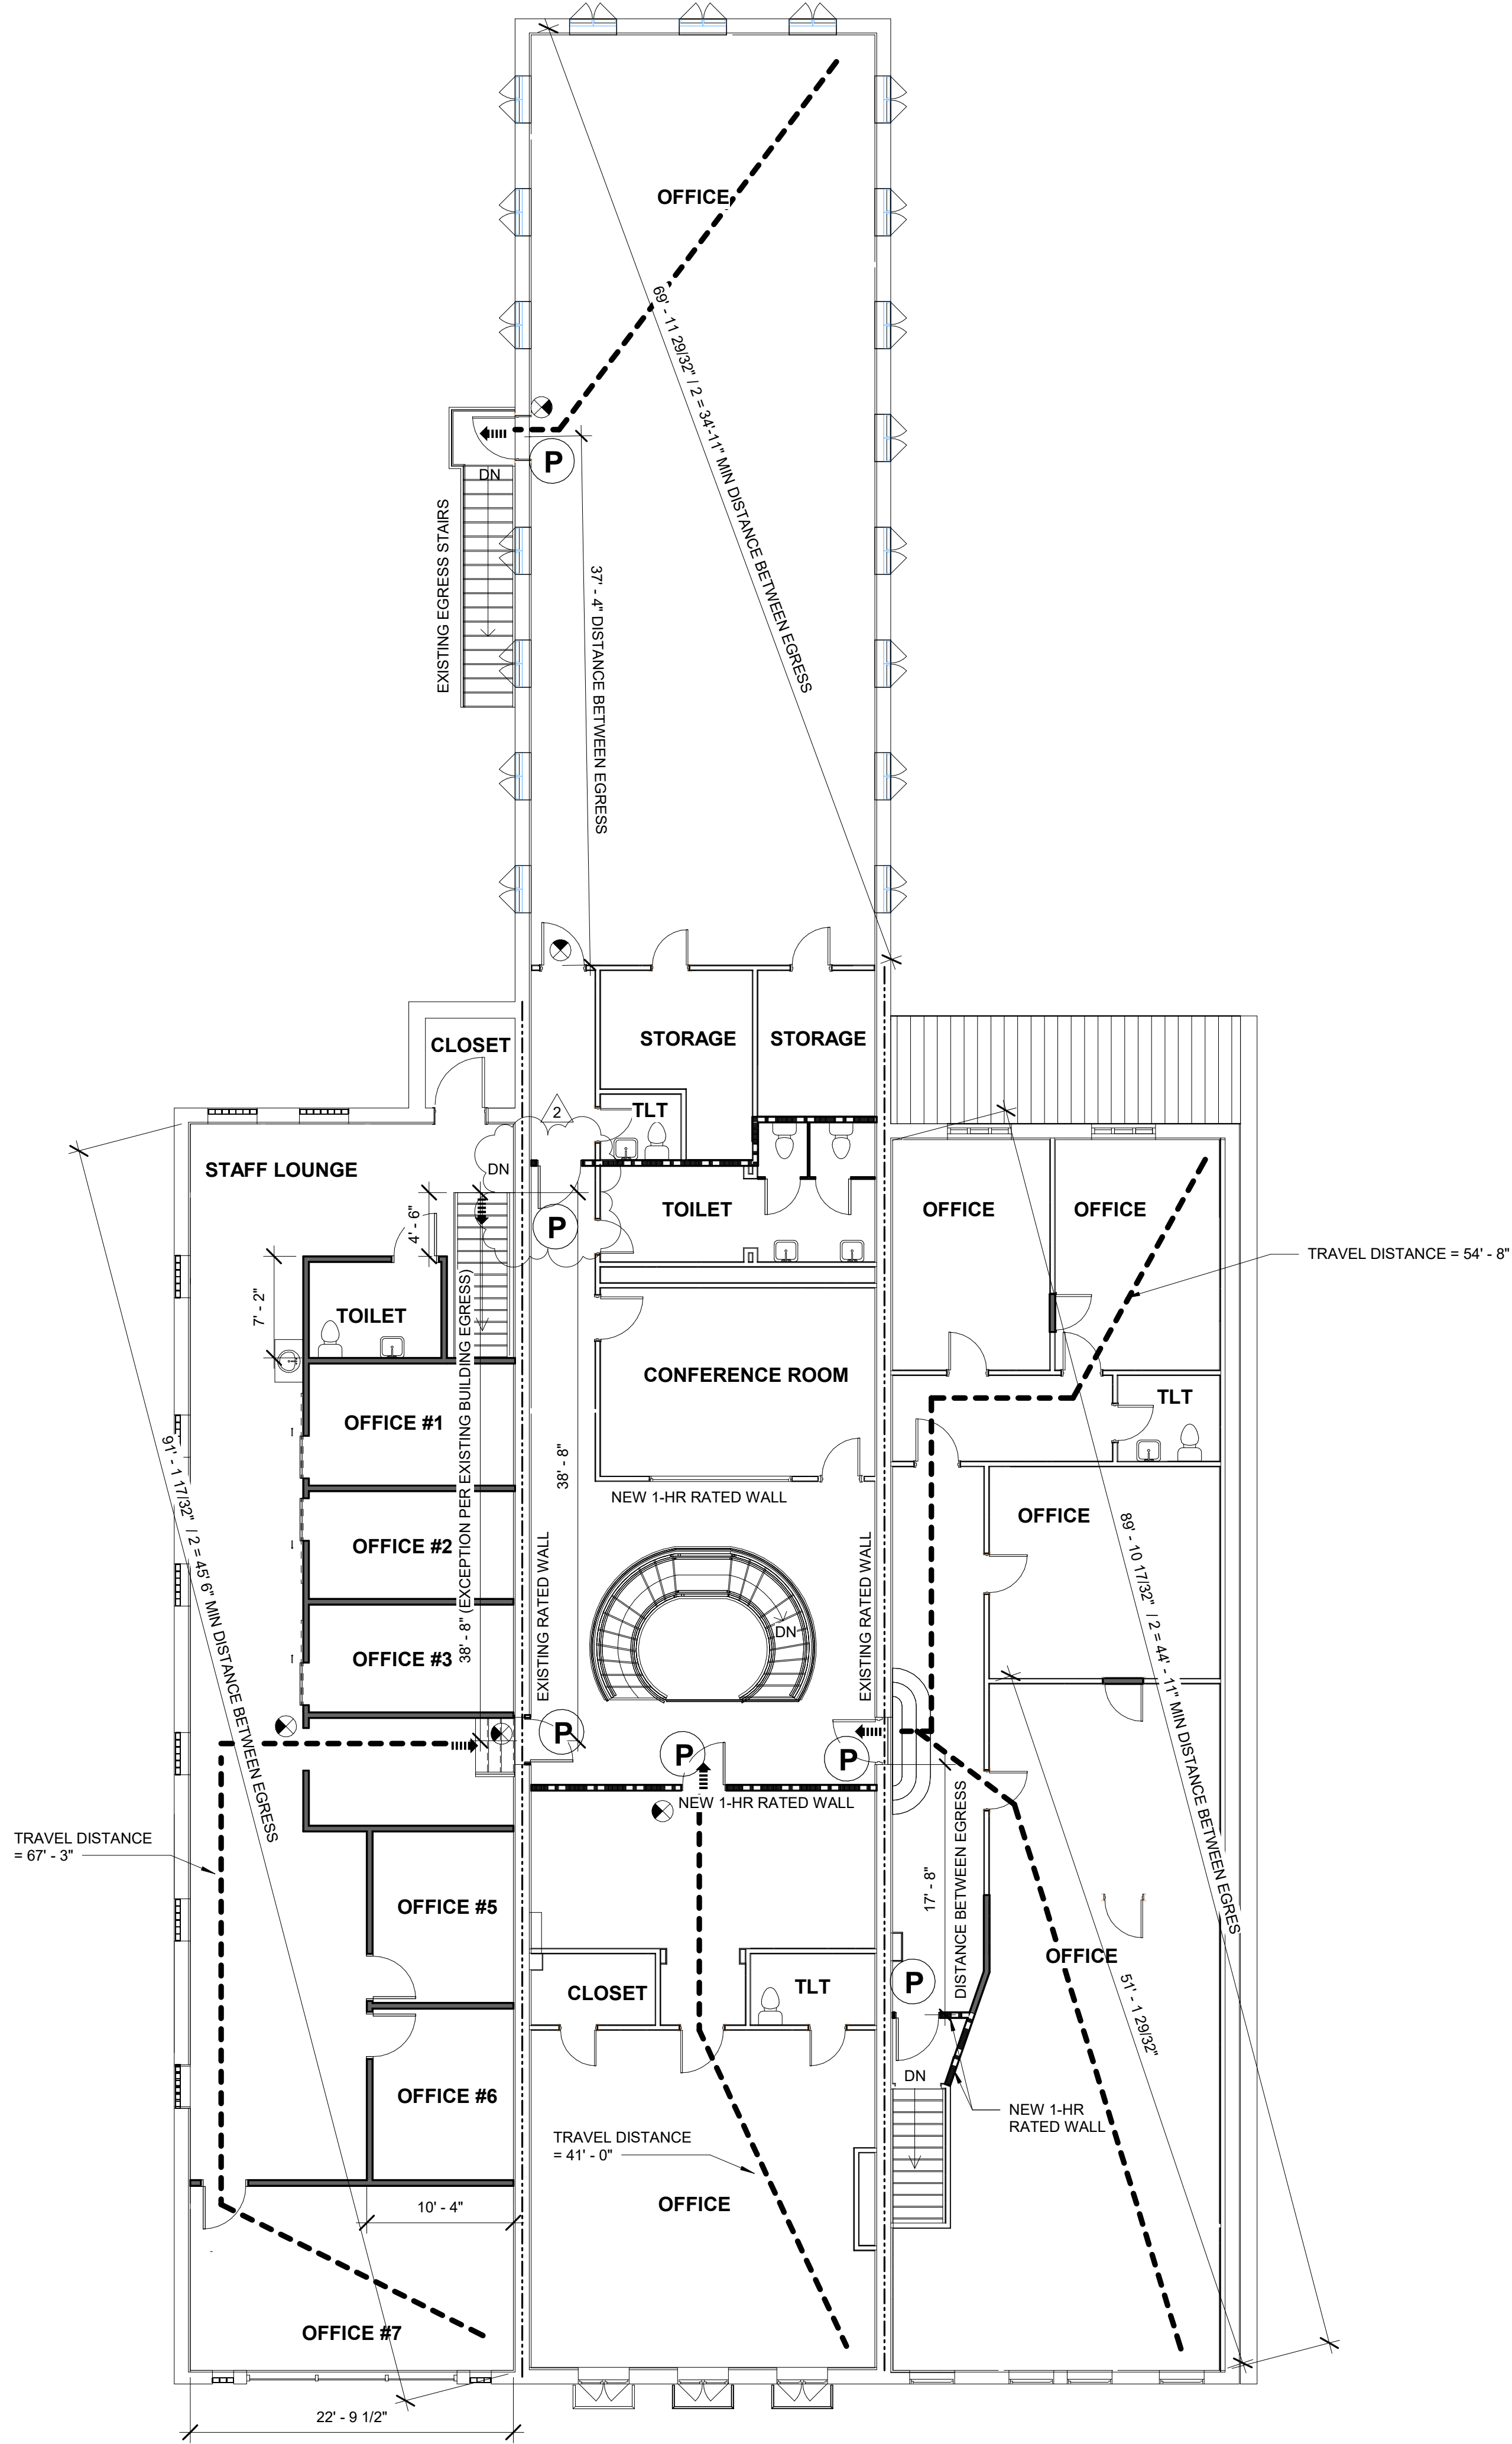 OFFICE
69' - 11 29/32" / 2 = 34'-11" MIN DISTANCE BETWEEN EGRESS
P
DN
EXISTING EGRESS STAIRS
37' - 4" DISTANCE BETWEEN EGRESS
CLOSET
STORAGE
STORAGE
2
TLT
STAFF LOUNGE
DN
4' - 6"
P
TOILET
OFFICE
OFFICE
TRAVEL DISTANCE = 54' - 8"
7' - 2"
TOILET
CONFERENCE ROOM
TLT
OFFICE #1
38' - 8" (EXCEPTION PER EXISTING BUILDING EGRESS)
38' - 8"
NEW 1-HR RATED WALL
91' - 1 17/32" / 2 = 45' 6" MIN DISTANCE BETWEEN EGRESS
OFFICE #2
EXISTING RATED WALL
EXISTING RATED WALL
OFFICE
89' - 10 17/32" / 2 = 44' - 11" MIN DISTANCE BETWEEN EGRES
DN
OFFICE #3
P
P
P
NEW 1-HR RATED WALL
TRAVEL DISTANCE
= 67' - 3"
17' - 8"
DISTANCE BETWEEN EGRESS
OFFICE #5
OFFICE
51' - 1 29/32"
CLOSET
TLT
P
DN
OFFICE #6
NEW 1-HR
RATED WALL
TRAVEL DISTANCE
= 41' - 0"
10' - 4"
OFFICE
OFFICE #7
22' - 9 1/2"